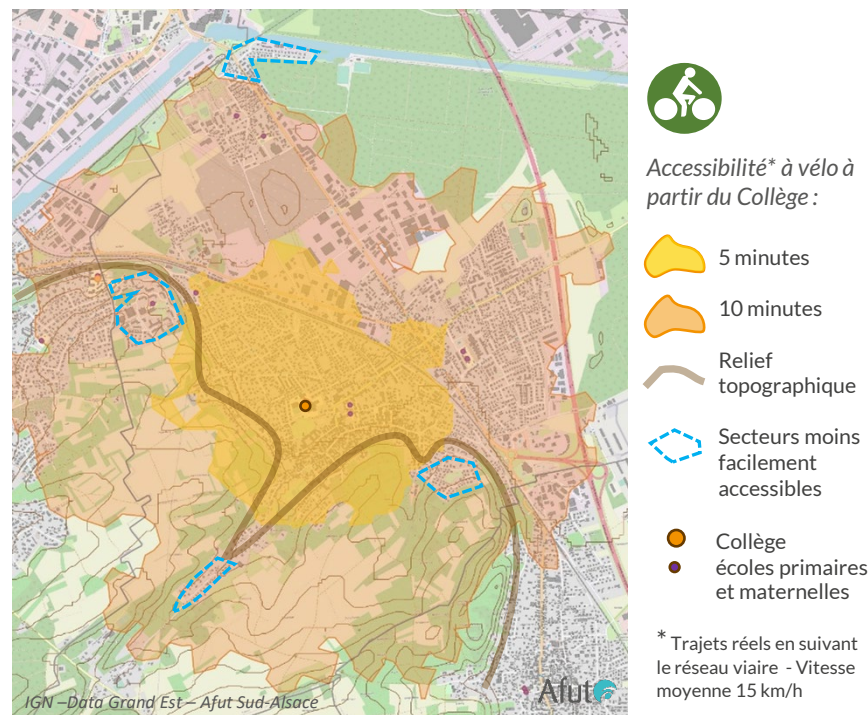 Accessibilité* à vélo à
partir du Collège :
5 minutes
10 minutes
Relief
topographique
Secteurs moins
facilement
accessibles
Collège
écoles primaires
et maternelles
* Trajets réels en suivant
le réseau viaire - Vitesse
moyenne 15 km/h
IGN –Data Grand Est – Afut Sud-Alsace
Afut